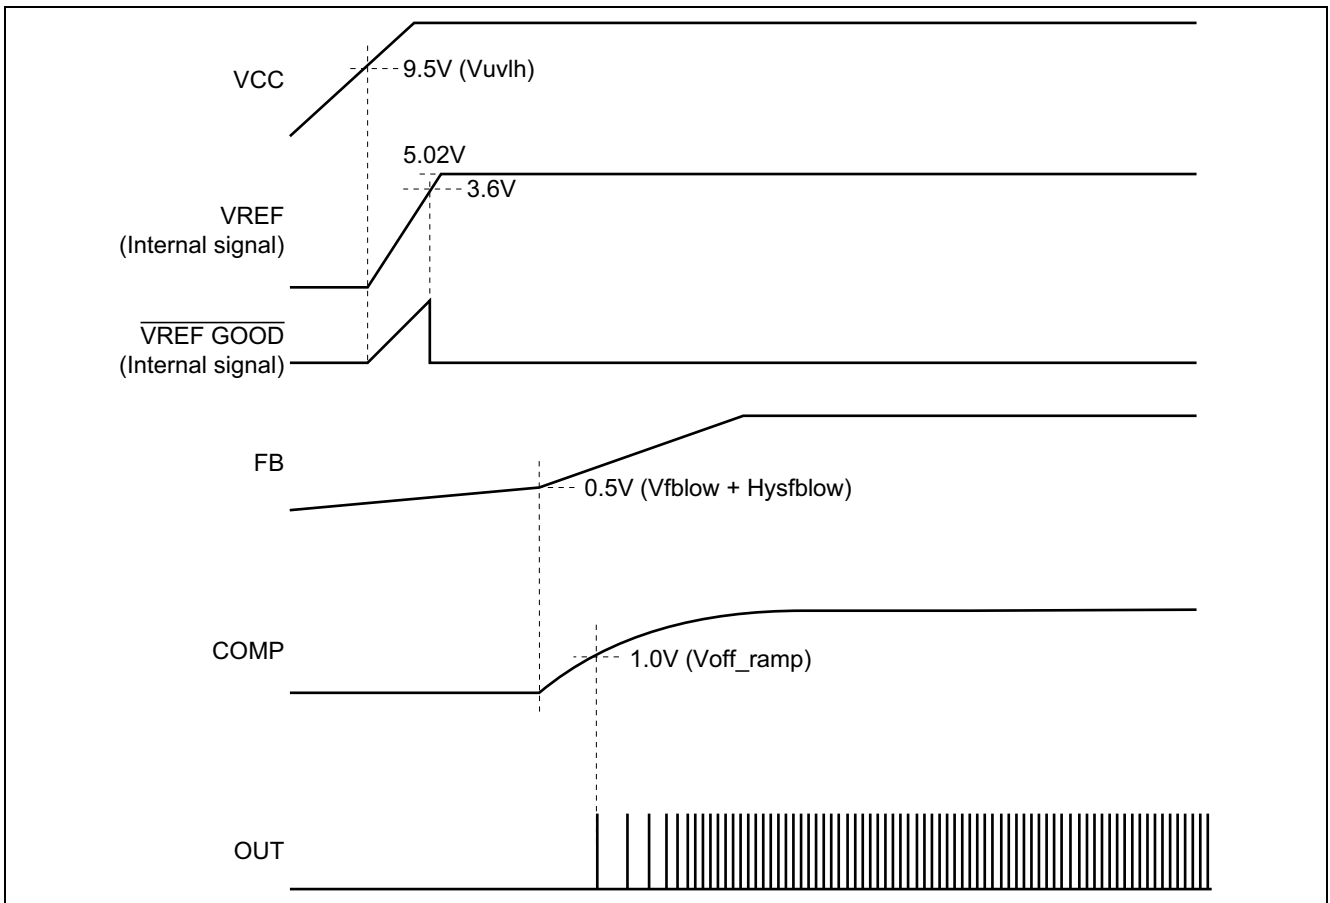 VCC
9.5V (Vuvlh)
5.02V
3.6V
VREF
(Internal signal)
VREF GOOD
(Internal signal)
FB
0.5V (Vfblow + Hysfblow)
COMP
1.0V (Voff_ramp)
OUT